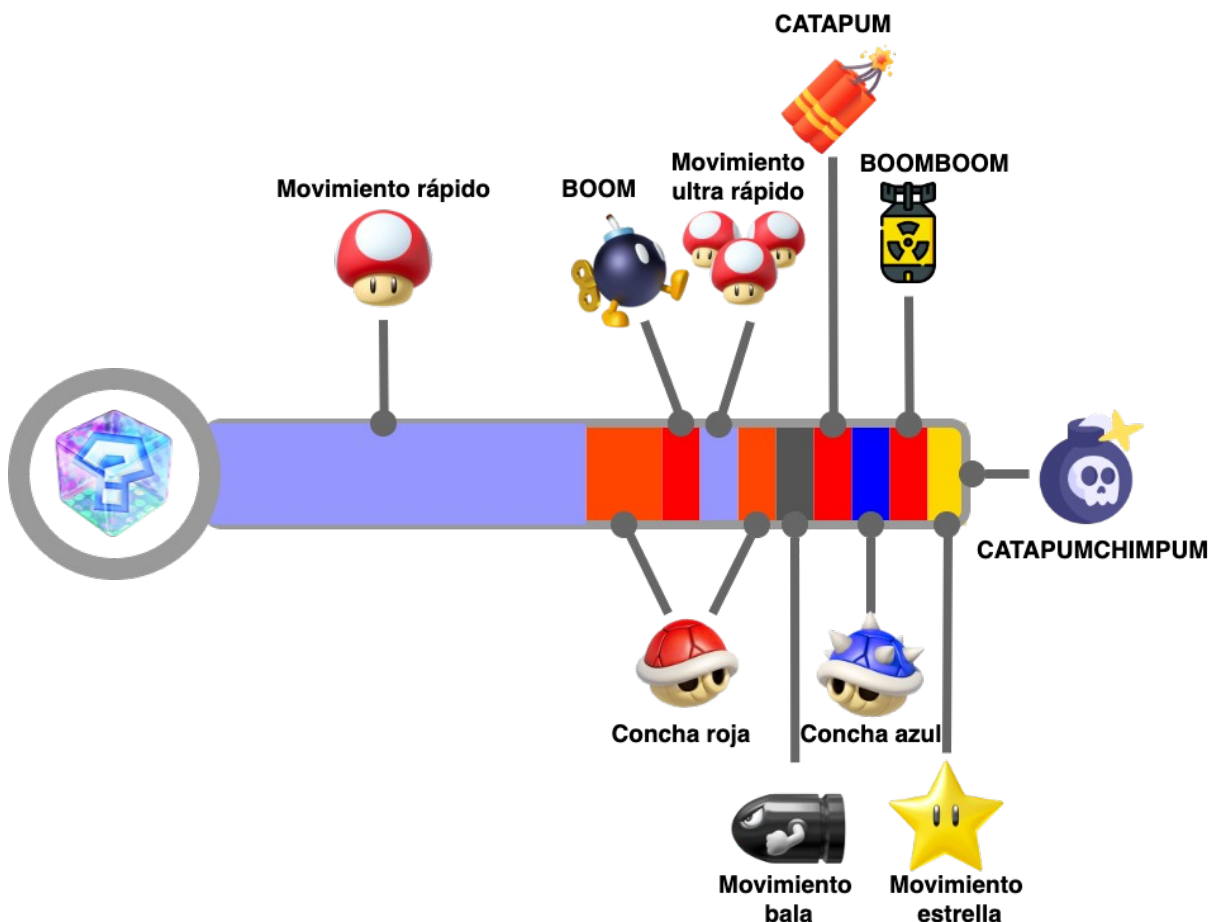 CATAPUM
Movimiento rápido
BOOM
Movimiento
ultra rápido
BOOMBOOM
CATAPUMCHIMPUM
Concha roja
Concha azul
Movimiento
bala
Movimiento
estrella